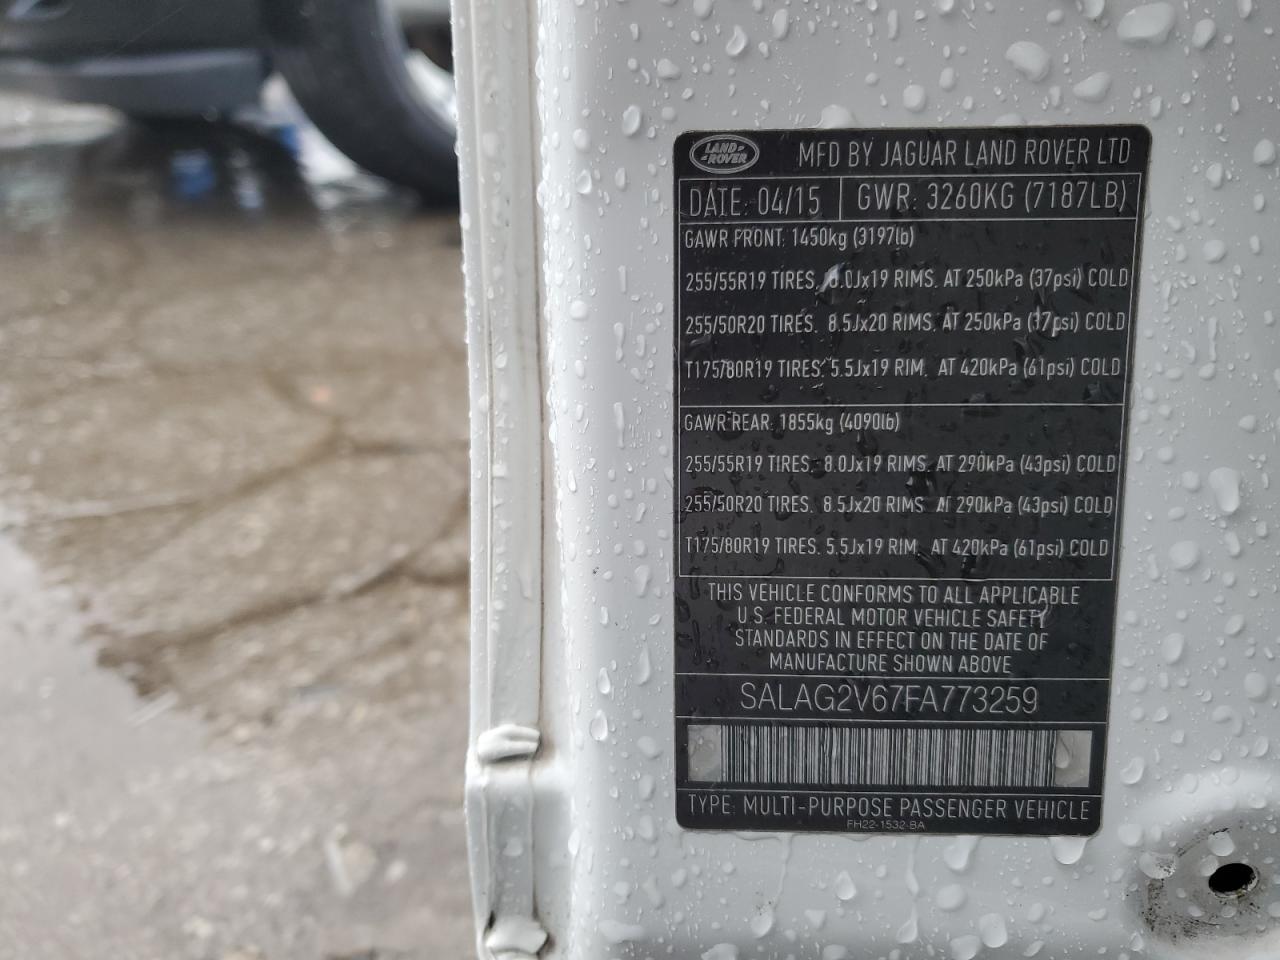 LAND ROVER
MFD BY JAGUAR LAND ROVER LTD
DATE: 04/15 GWR: 3260KG (7187LB)
GAWR FRONT: 1450kg (3197lb)
255/55R19 TIRES, 8.0Jx19 RIMS, AT 250kPa (37psi) COLD
255/50R20 TIRES, 8.5Jx20 RIMS, AT 250kPa (37psi) COLD
T175/80R19 TIRES, 5.5Jx19 RIM, AT 420kPa (61psi) COLD
GAWR REAR: 1855kg (4090lb)
255/55R19 TIRES, 8.0Jx19 RIMS, AT 290kPa (43psi) COLD
255/50R20 TIRES, 8.5Jx20 RIMS, AT 290kPa (43psi) COLD
T175/80R19 TIRES, 5.5Jx19 RIM, AT 420kPa (61psi) COLD
THIS VEHICLE CONFORMS TO ALL APPLICABLE
U.S. FEDERAL MOTOR VEHICLE SAFETY
STANDARDS IN EFFECT ON THE DATE OF
MANUFACTURE SHOWN ABOVE
SALAG2V67FA773259
TYPE: MULTI-PURPOSE PASSENGER VEHICLE
FH22-1532-BA